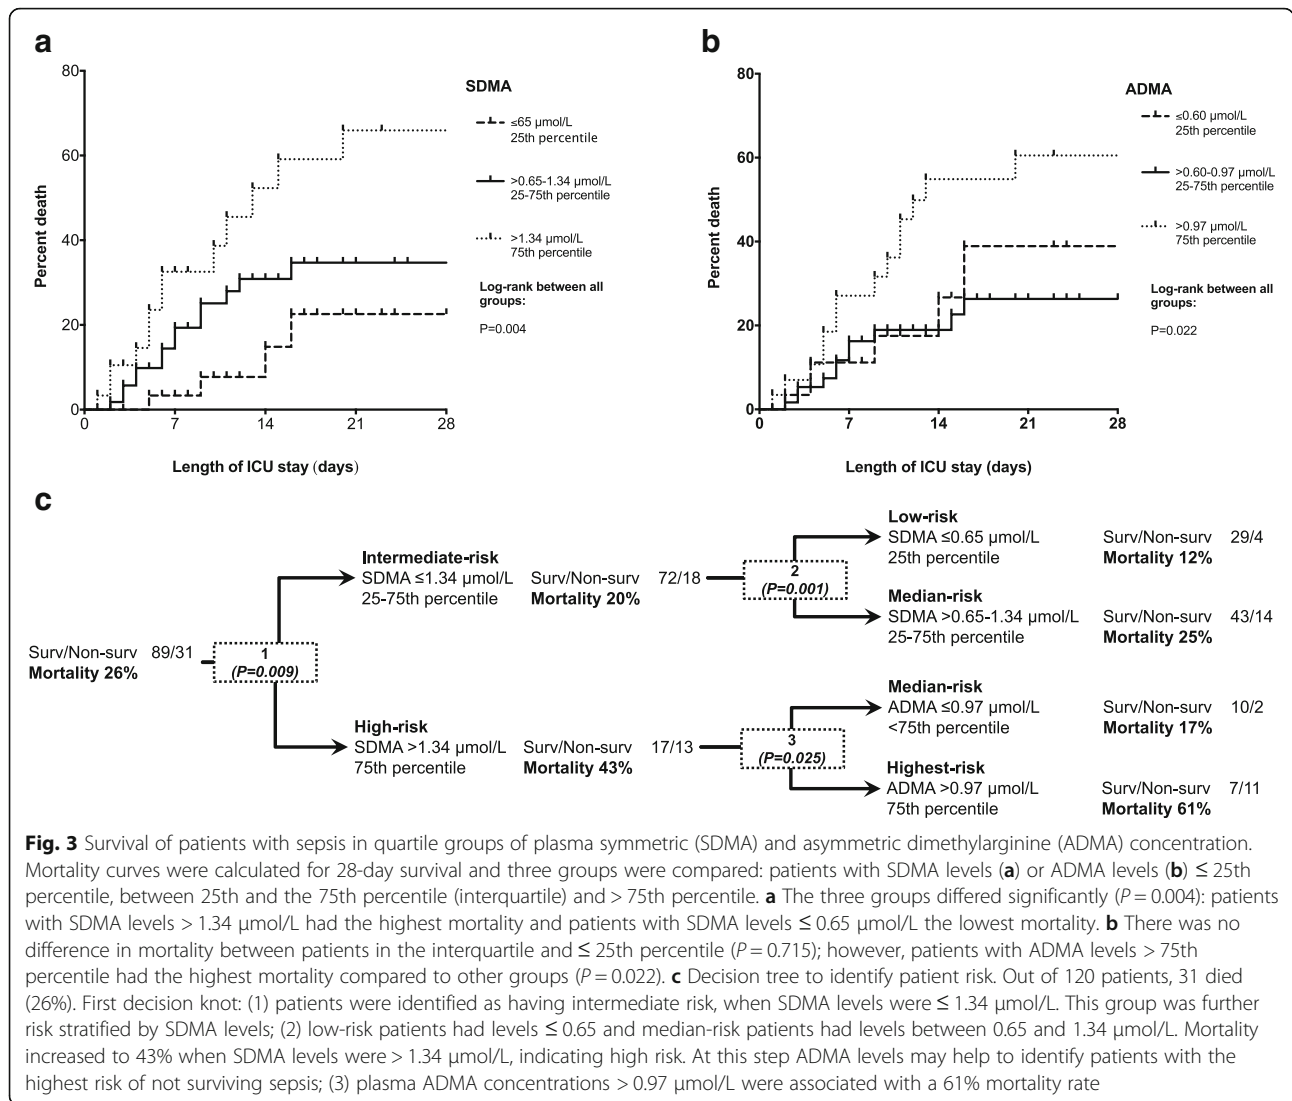 a
80
60
40
20
0
Percent death
0 7 14 21 28
Length of ICU stay (days)
SDMA
≤65 µmol/L
25th percentile
>0.65-1.34 µmol/L
25-75th percentile
>1.34 µmol/L
75th percentile
Log-rank between all
groups:
P=0.004
b
80
60
40
20
0
Percent death
0 7 14 21 28
Length of ICU stay (days)
ADMA
≤0.60 µmol/L
25th percentile
>0.60-0.97 µmol/L
25-75th percentile
>0.97 µmol/L
75th percentile
Log-rank between all
groups:
P=0.022
c
Surv/Non-surv 89/31
Mortality 26%
1
(P=0.009)
Intermediate-risk
SDMA ≤1.34 µmol/L
25-75th percentile
Surv/Non-surv 72/18
Mortality 20%
High-risk
SDMA >1.34 µmol/L
75th percentile
Surv/Non-surv 17/13
Mortality 43%
2
(P=0.001)
Low-risk
SDMA ≤0.65 µmol/L
25th percentile
Surv/Non-surv 29/4
Mortality 12%
Median-risk
SDMA >0.65-1.34 µmol/L
25-75th percentile
Surv/Non-surv 43/14
Mortality 25%
3
(P=0.025)
Median-risk
ADMA ≤0.97 µmol/L
<75th percentile
Surv/Non-surv 10/2
Mortality 17%
Highest-risk
ADMA >0.97 µmol/L
75th percentile
Surv/Non-surv 7/11
Mortality 61%
Fig. 3 Survival of patients with sepsis in quartile groups of plasma symmetric (SDMA) and asymmetric dimethylarginine (ADMA) concentration.
Mortality curves were calculated for 28-day survival and three groups were compared: patients with SDMA levels (a) or ADMA levels (b) ≤ 25th
percentile, between 25th and the 75th percentile (interquartile) and > 75th percentile. a The three groups differed significantly (P = 0.004): patients
with SDMA levels > 1.34 µmol/L had the highest mortality and patients with SDMA levels ≤ 0.65 µmol/L the lowest mortality. b There was no
difference in mortality between patients in the interquartile and ≤ 25th percentile (P = 0.715); however, patients with ADMA levels > 75th
percentile had the highest mortality compared to other groups (P = 0.022). c Decision tree to identify patient risk. Out of 120 patients, 31 died
(26%). First decision knot: (1) patients were identified as having intermediate risk, when SDMA levels were ≤ 1.34 µmol/L. This group was further
risk stratified by SDMA levels; (2) low-risk patients had levels ≤ 0.65 and median-risk patients had levels between 0.65 and 1.34 µmol/L. Mortality
increased to 43% when SDMA levels were > 1.34 µmol/L, indicating high risk. At this step ADMA levels may help to identify patients with the
highest risk of not surviving sepsis; (3) plasma ADMA concentrations > 0.97 µmol/L were associated with a 61% mortality rate